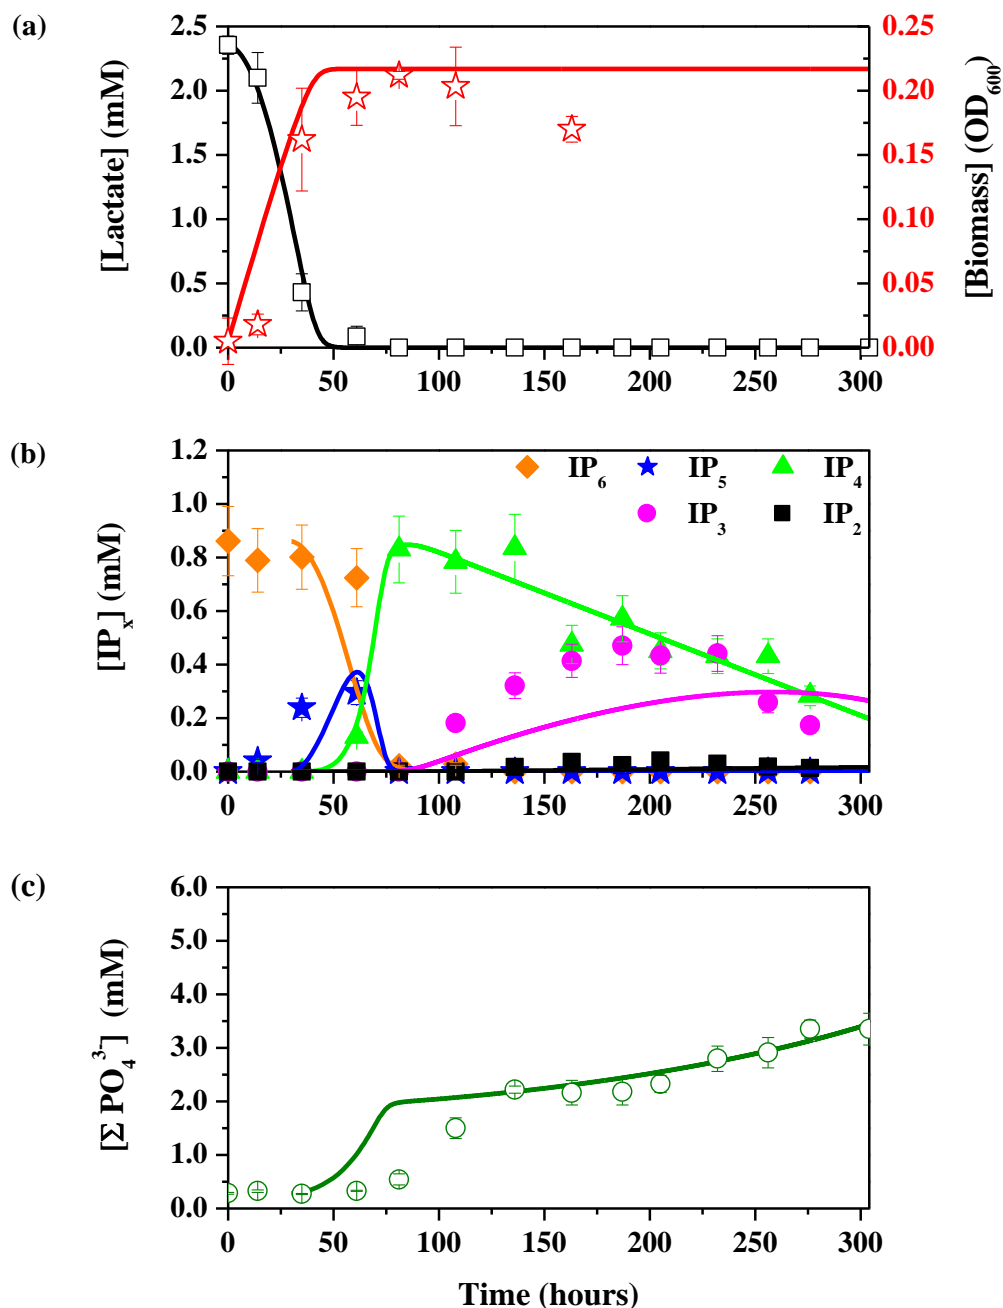 (a)
[Lactate] (mM)
2.5
2.0
1.5
1.0
0.5
0.0
0.25
0.20
0.15
0.10
0.05
0.00
[Biomass] (OD600)
0 50 100 150 200 250 300
(b)
[IPx] (mM)
1.2
1.0
0.8
0.6
0.4
0.2
0.0
IP6 IP5 IP4
IP3 IP2
0 50 100 150 200 250 300
(c)
[Σ PO4^3] (mM)
6.0
5.0
4.0
3.0
2.0
1.0
0.0
0 50 100 150 200 250 300
Time (hours)